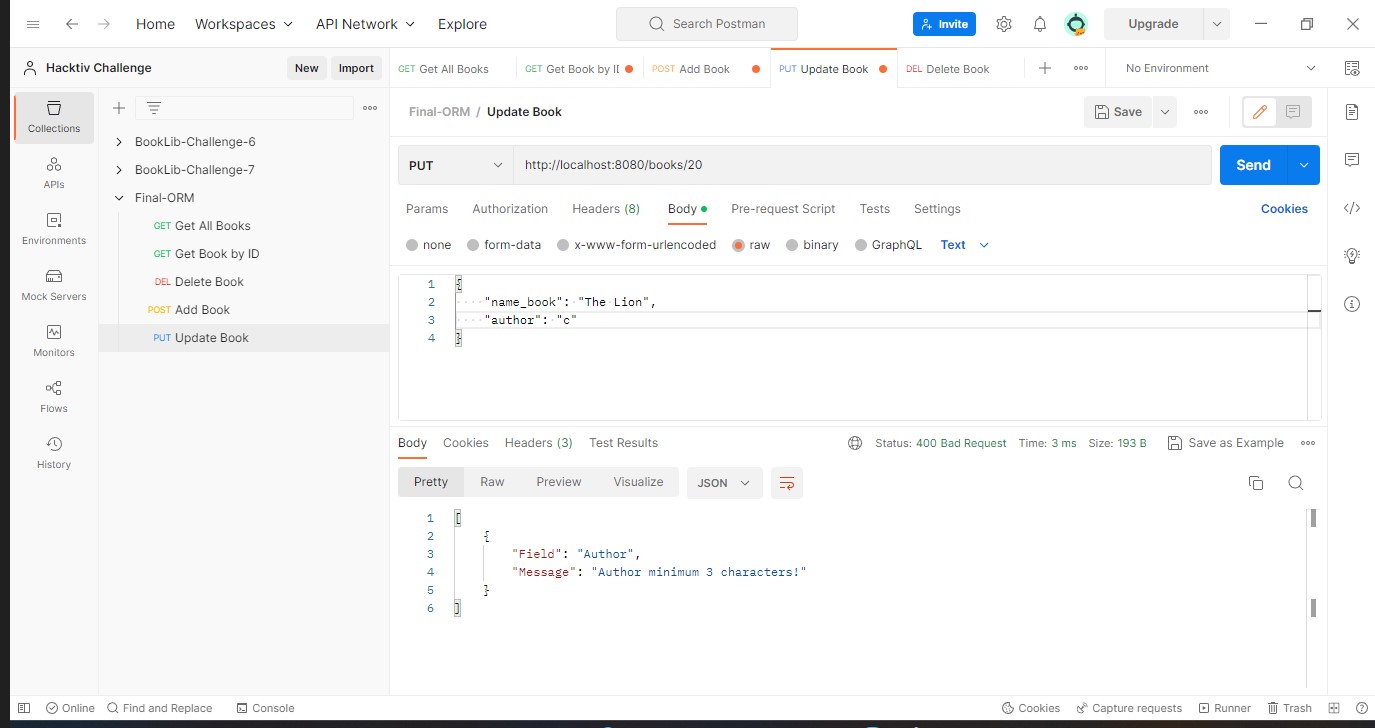 Home Workspaces API Network Explore Search Postman Invite Upgrade
Hacktiv Challenge New Import GET Get All Books GET Get Book by I POST Add Book PUT Update Book DEL Delete Book No Environment
Collections
APIs
Environments
Mock Servers
Monitors
Flows
History
BookLib-Challenge-6
BookLib-Challenge-7
Final-ORM
GET Get All Books
GET Get Book by ID
DEL Delete Book
POST Add Book
PUT Update Book
Final-ORM / Update Book Save
PUT http://localhost:8080/books/20 Send
Params Authorization Headers (8) Body Pre-request Script Tests Settings Cookies
none form-data x-www-form-urlencoded raw binary GraphQL Text
1 {
2 "name_book": "The Lion",
3 "author": "c"
4 }
Body Cookies Headers (3) Test Results Status: 400 Bad Request Time: 3 ms Size: 193 B Save as Example
Pretty Raw Preview Visualize JSON
1 [
2 {
3 "Field": "Author",
4 "Message": "Author minimum 3 characters!"
5 }
6 ]
Online Find and Replace Console Cookies Capture requests Runner Trash